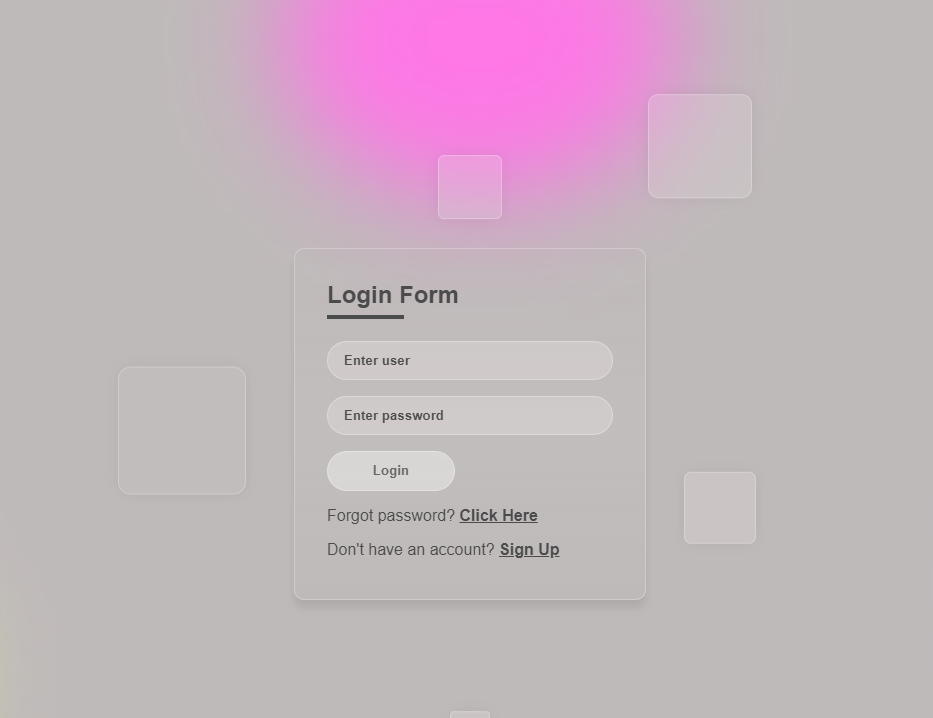 Login Form
Enter user
Enter password
Login
Forgot password? Click Here
Don't have an account? Sign Up